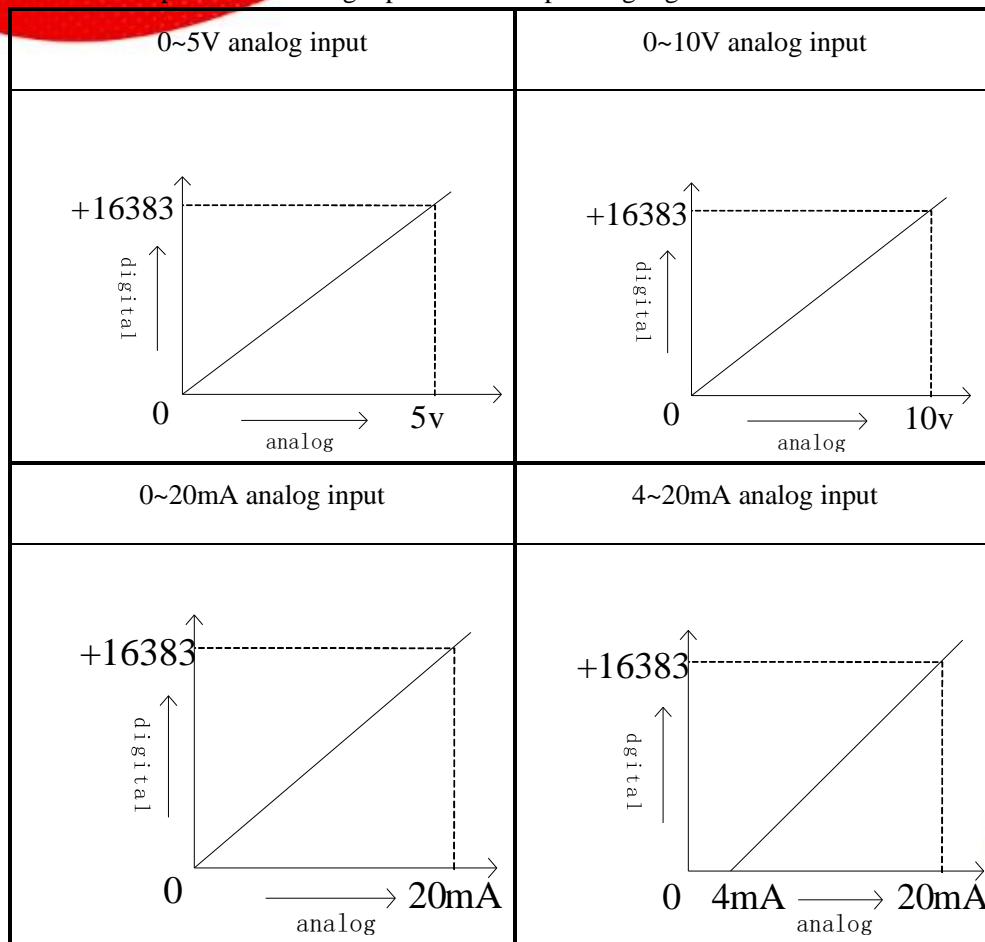 0~5V analog input
0~10V analog input
+16383
digital
0
5v
analog
+16383
digital
0
10v
analog
0~20mA analog input
4~20mA analog input
+16383
digital
0
20mA
analog
+16383
dgital
0
4mA
20mA
analog